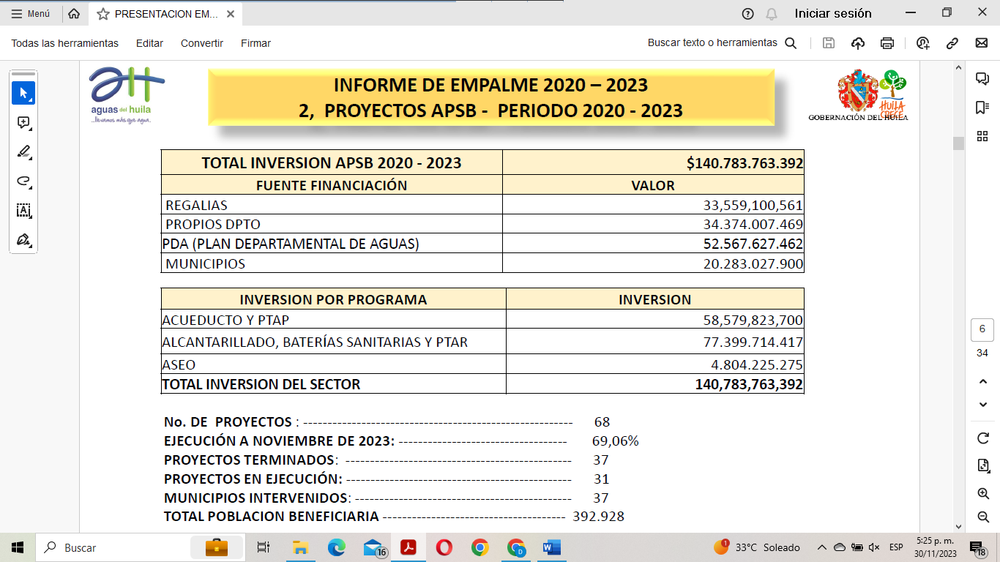 Menú
PRESENTACION EM...
Iniciar sesión
Todas las herramientas Editar Convertir Firmar
Buscar texto o herramientas
aguas del huila
...llevamos más que agua.
INFORME DE EMPALME 2020 – 2023
2, PROYECTOS APSB - PERIODO 2020 - 2023
HUILA CRECE
GOBERNACIÓN DEL HUILA
TOTAL INVERSION APSB 2020 - 2023 $140.783.763.392
FUENTE FINANCIACIÓN VALOR
REGALIAS 33,559,100,561
PROPIOS DPTO 34.374.007.469
PDA (PLAN DEPARTAMENTAL DE AGUAS) 52.567.627.462
MUNICIPIOS 20.283.027.900
INVERSION POR PROGRAMA INVERSION
ACUEDUCTO Y PTAP 58,579,823,700
ALCANTARILLADO, BATERÍAS SANITARIAS Y PTAR 77.399.714.417
ASEO 4.804.225.275
TOTAL INVERSION DEL SECTOR 140,783,763,392
No. DE PROYECTOS : -------------------------------------------------------- 68
EJECUCIÓN A NOVIEMBRE DE 2023: ----------------------------------- 69,06%
PROYECTOS TERMINADOS: ----------------------------------------------- 37
PROYECTOS EN EJECUCIÓN: ----------------------------------------------- 31
MUNICIPIOS INTERVENIDOS: --------------------------------------------- 37
TOTAL POBLACION BENEFICIARIA -------------------------------------- 392.928
6
34
Buscar
16
D
1
33°C Soleado
ESP
5:25 p. m.
30/11/2023
18